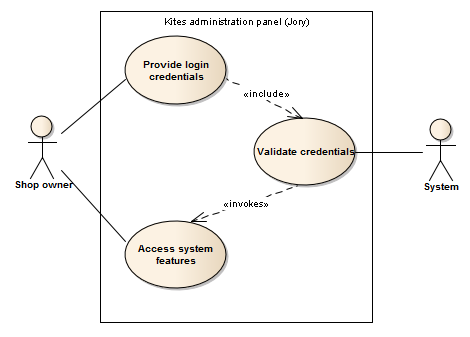 Kites administration panel (Jory)
Provide login
credentials
«include»
Shop owner
Validate credentials
System
«invokes»
Access system
features